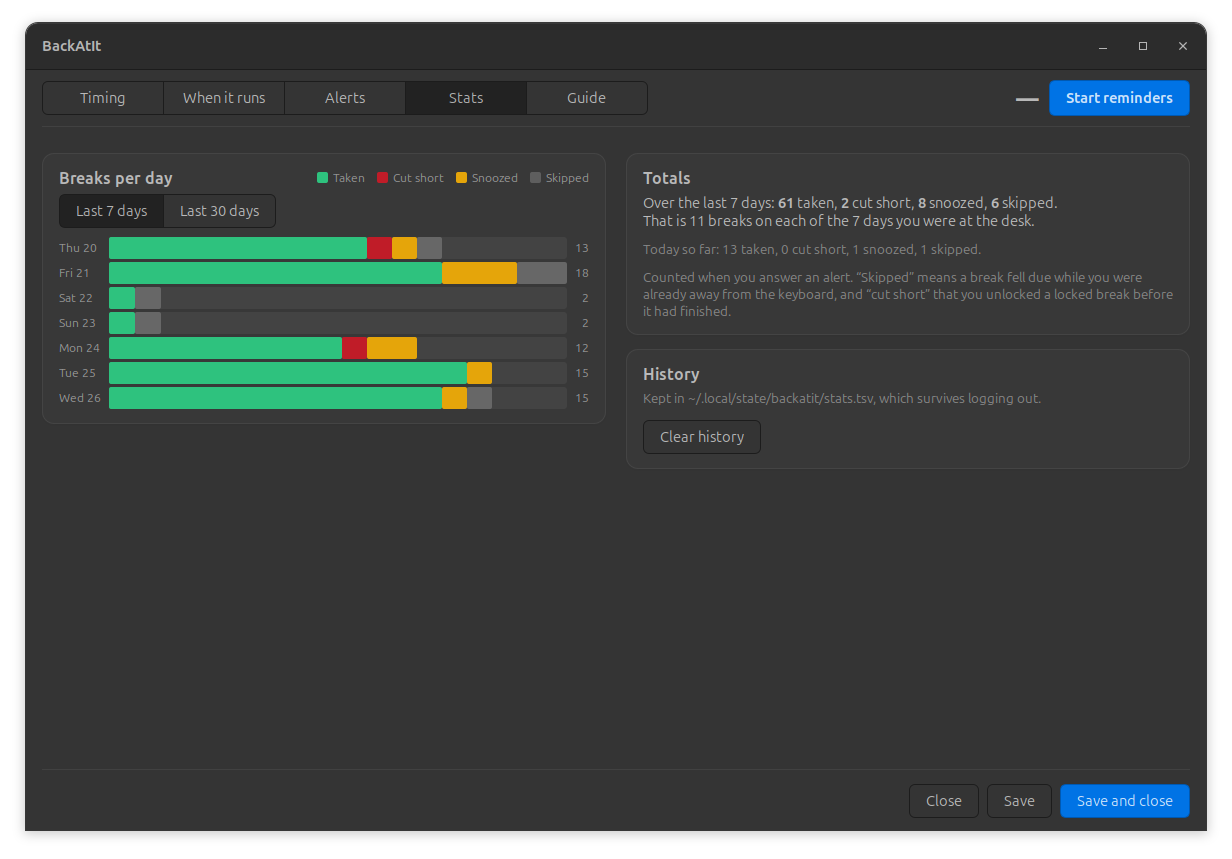 BackAtIt
Timing When it runs Alerts Stats Guide
Start reminders
Breaks per day
Taken Cut short Snoozed Skipped
Last 7 days Last 30 days
Thu 20 13
Fri 21 18
Sat 22 2
Sun 23 2
Mon 24 12
Tue 25 15
Wed 26 15
Totals
Over the last 7 days: 61 taken, 2 cut short, 8 snoozed, 6 skipped.
That is 11 breaks on each of the 7 days you were at the desk.
Today so far: 13 taken, 0 cut short, 1 snoozed, 1 skipped.
Counted when you answer an alert. “Skipped” means a break fell due while you were
already away from the keyboard, and “cut short” that you unlocked a locked break before
it had finished.
History
Kept in ~/.local/state/backatit/stats.tsv, which survives logging out.
Clear history
Close Save Save and close